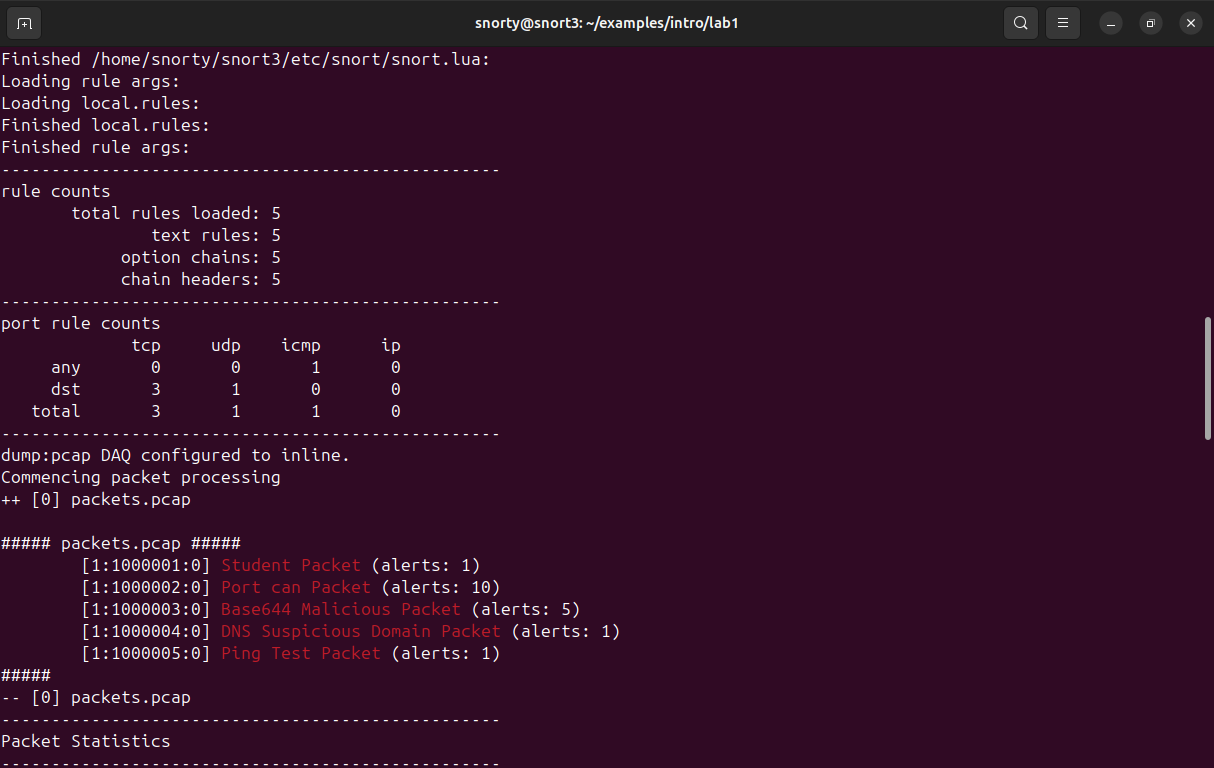 snorty@snort3: ~/examples/intro/lab1
Finished /home/snorty/snort3/etc/snort/snort.lua:
Loading rule args:
Loading local.rules:
Finished local.rules:
Finished rule args:
--------------------------------------------------
rule counts
       total rules loaded: 5
               text rules: 5
            option chains: 5
            chain headers: 5
--------------------------------------------------
port rule counts
             tcp     udp    icmp      ip
     any       0       0       1       0
     dst       3       1       0       0
   total       3       1       1       0
--------------------------------------------------
dump:pcap DAQ configured to inline.
Commencing packet processing
++ [0] packets.pcap
##### packets.pcap #####
        [1:1000001:0] Student Packet (alerts: 1)
        [1:1000002:0] Port can Packet (alerts: 10)
        [1:1000003:0] Base644 Malicious Packet (alerts: 5)
        [1:1000004:0] DNS Suspicious Domain Packet (alerts: 1)
        [1:1000005:0] Ping Test Packet (alerts: 1)
#####
-- [0] packets.pcap
--------------------------------------------------
Packet Statistics
--------------------------------------------------